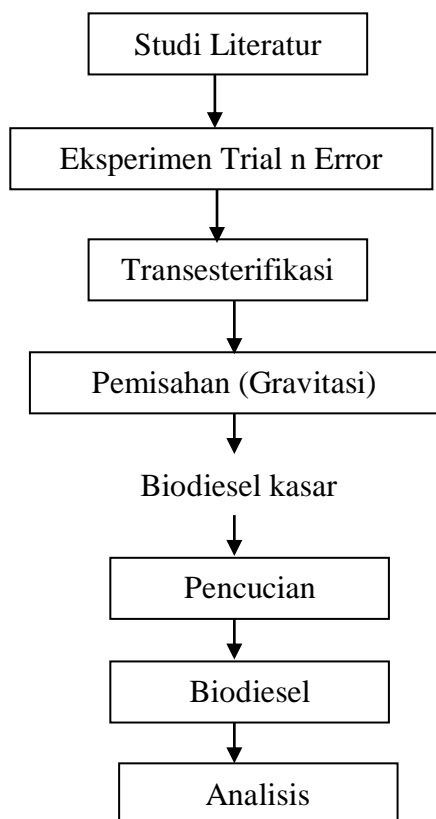 Studi Literatur
Eksperimen Trial n Error
Transesterifikasi
Pemisahan (Gravitasi)
Biodiesel kasar
Pencucian
Biodiesel
Analisis